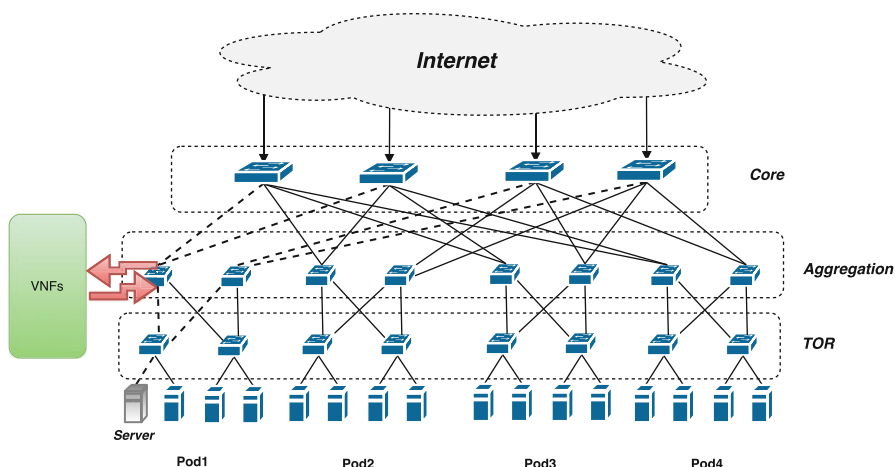 Internet
Core
VNFs
Aggregation
TOR
Server
Pod1 Pod2 Pod3 Pod4